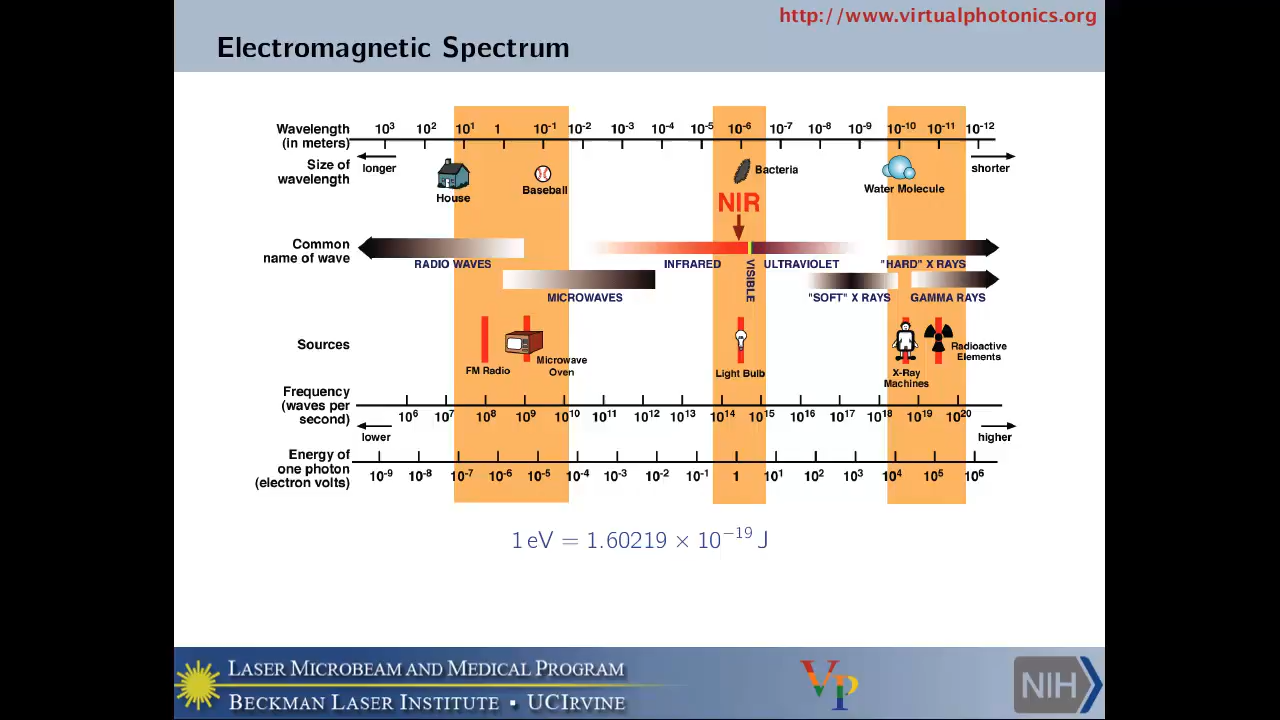 http://www.virtualphotonics.org
Electromagnetic Spectrum
Wavelength (in meters)
10³ 10² 10¹ 1 10⁻¹ 10⁻² 10⁻³ 10⁻⁴ 10⁻⁵ 10⁻⁶ 10⁻⁷ 10⁻⁸ 10⁻⁹ 10⁻¹⁰ 10⁻¹¹ 10⁻¹²
longer
shorter
Size of wavelength
House
Baseball
Bacteria
Water Molecule
NIR
Common name of wave
RADIO WAVES
INFRARED
VISIBLE
ULTRAVIOLET
"HARD" X RAYS
MICROWAVES
"SOFT" X RAYS
GAMMA RAYS
Sources
FM Radio
Microwave Oven
Light Bulb
X-Ray Machines
Radioactive Elements
Frequency (waves per second)
10⁶ 10⁷ 10⁸ 10⁹ 10¹⁰ 10¹¹ 10¹² 10¹³ 10¹⁴ 10¹⁵ 10¹⁶ 10¹⁷ 10¹⁸ 10¹⁹ 10²⁰
lower
higher
Energy of one photon (electron volts)
10⁻⁹ 10⁻⁸ 10⁻⁷ 10⁻⁶ 10⁻⁵ 10⁻⁴ 10⁻³ 10⁻² 10⁻¹ 1 10¹ 10² 10³ 10⁴ 10⁵ 10⁶
1 eV = 1.60219 × 10⁻¹⁹ J
LASER MICROBEAM AND MEDICAL PROGRAM
BECKMAN LASER INSTITUTE ▪ UCIRVINE
VP
NIH